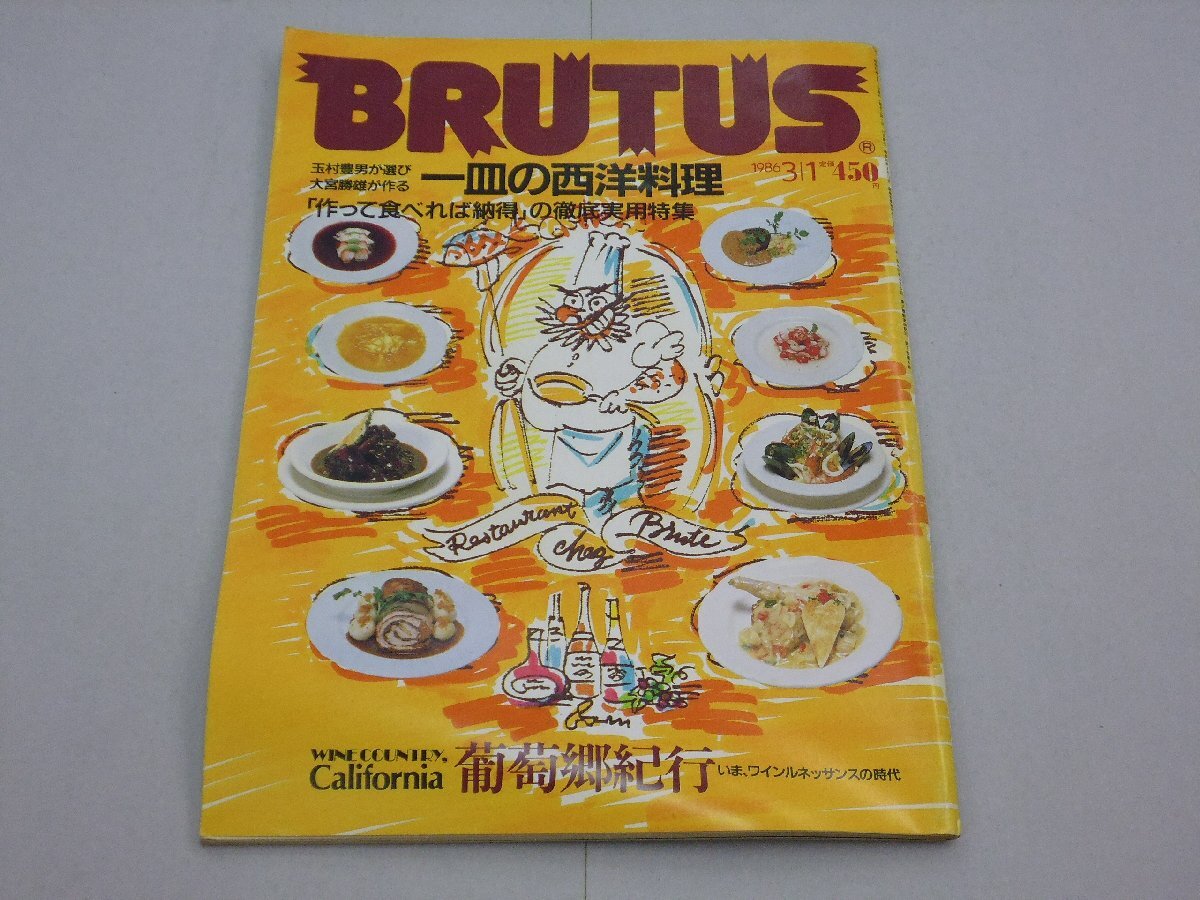 BRUTUS
®
玉村豊男が選び
大宮勝雄が作る
一皿の西洋料理
1986 3|1 定価450円
「作って食べれば納得」の徹底実用特集
Restaurant
chez
Brute
WINE COUNTRY,
California
葡萄郷紀行
いま、ワインルネッサンスの時代